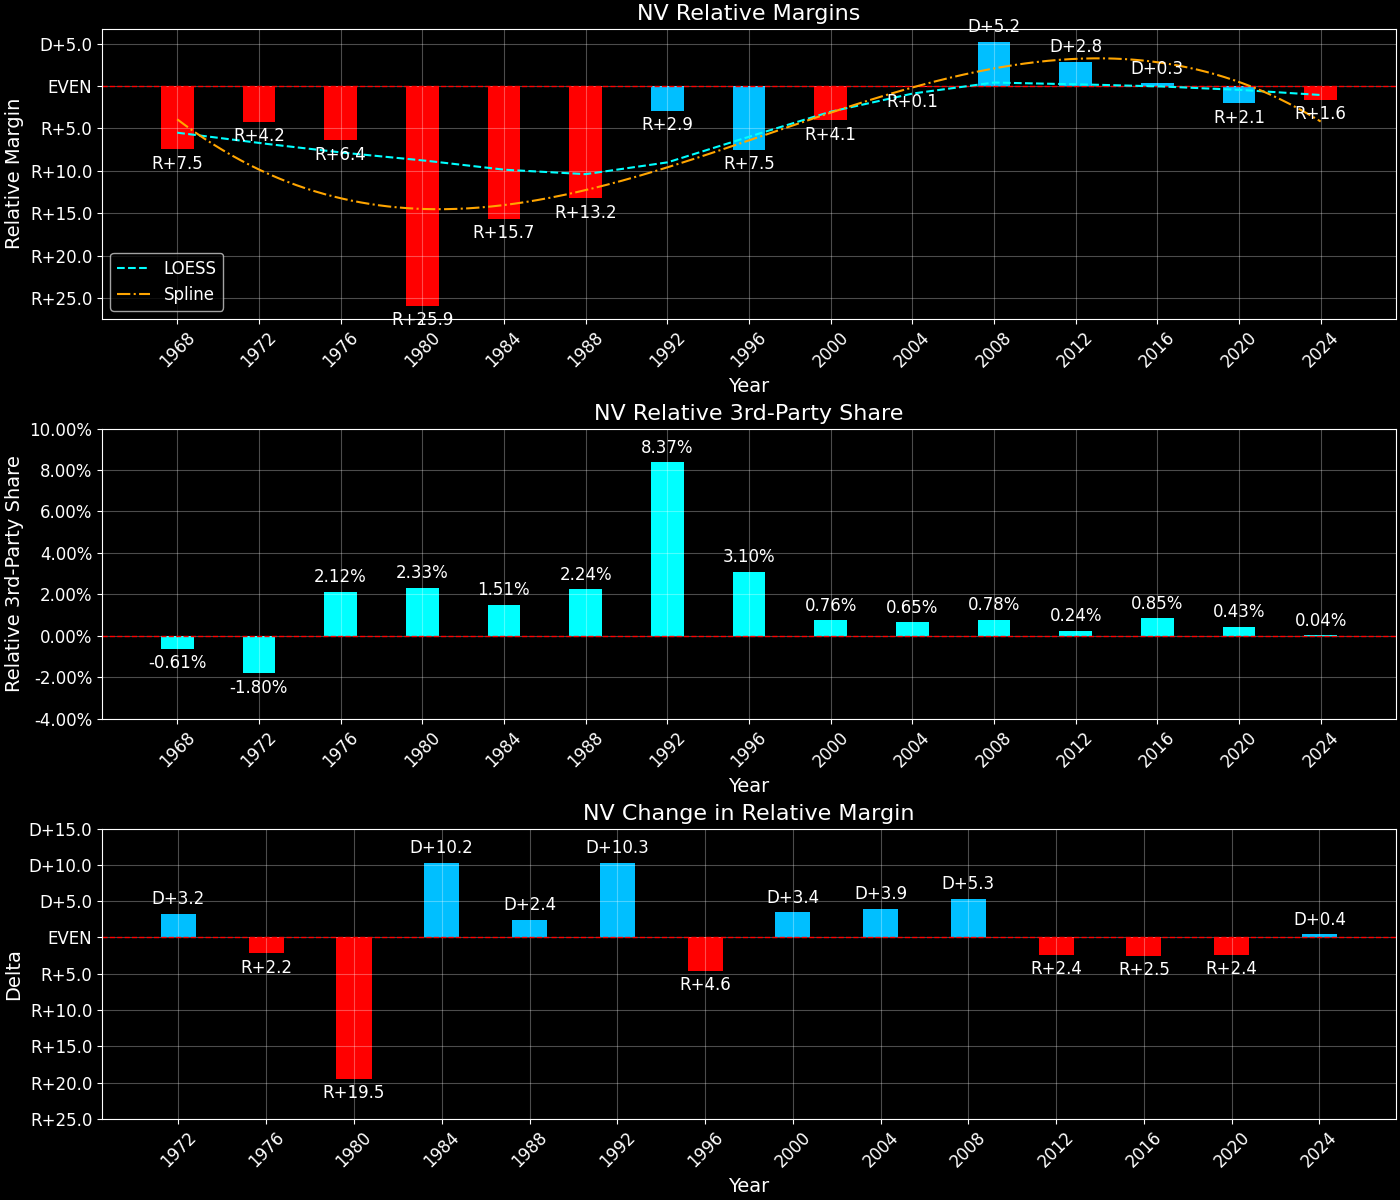 NV Relative Margins
Relative Margin
D+5.0
EVEN
R+5.0
R+10.0
R+15.0
R+20.0
R+25.0
R+7.5
R+4.2
R+6.4
R+25.9
R+15.7
R+13.2
R+2.9
R+7.5
R+4.1
R+0.1
D+5.2
D+2.8
D+0.3
R+2.1
R+1.6
LOESS
Spline
1968 1972 1976 1980 1984 1988 1992 1996 2000 2004 2008 2012 2016 2020 2024
Year
NV Relative 3rd-Party Share
Relative 3rd-Party Share
10.00%
8.00%
6.00%
4.00%
2.00%
0.00%
-2.00%
-4.00%
-0.61%
-1.80%
2.12%
2.33%
1.51%
2.24%
8.37%
3.10%
0.76%
0.65%
0.78%
0.24%
0.85%
0.43%
0.04%
1968 1972 1976 1980 1984 1988 1992 1996 2000 2004 2008 2012 2016 2020 2024
Year
NV Change in Relative Margin
Delta
D+15.0
D+10.0
D+5.0
EVEN
R+5.0
R+10.0
R+15.0
R+20.0
R+25.0
D+3.2
R+2.2
R+19.5
D+10.2
D+2.4
D+10.3
R+4.6
D+3.4
D+3.9
D+5.3
R+2.4
R+2.5
R+2.4
D+0.4
1972 1976 1980 1984 1988 1992 1996 2000 2004 2008 2012 2016 2020 2024
Year